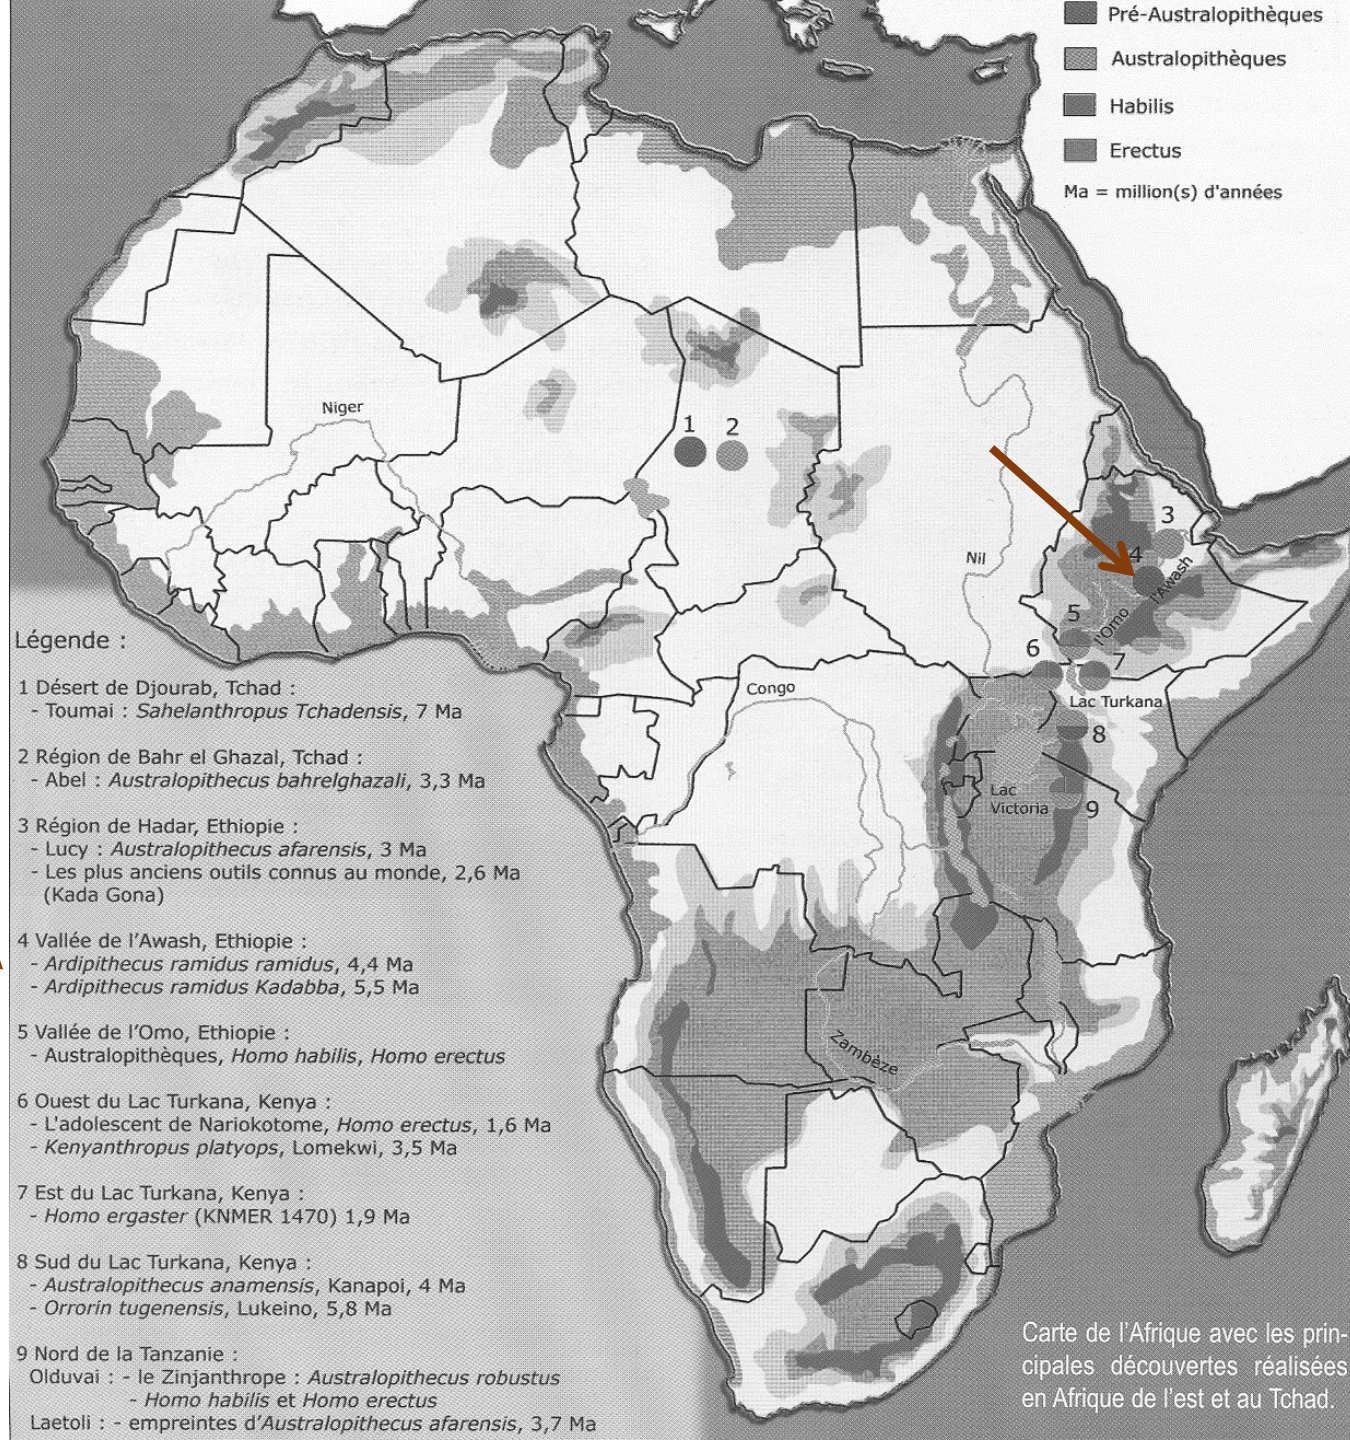 Pré-Australopithèques
Australopithèques
Habilis
Erectus
Ma = million(s) d'années
Niger
1
2
3
4
Nil
l'Awash
5
l'Omo
6
7
Lac Turkana
Congo
8
Lac
Victoria
9
Zambèze
Légende :
1 Désert de Djourab, Tchad :
- Toumai : Sahelanthropus Tchadensis, 7 Ma
2 Région de Bahr el Ghazal, Tchad :
- Abel : Australopithecus bahrelghazali, 3,3 Ma
3 Région de Hadar, Ethiopie :
- Lucy : Australopithecus afarensis, 3 Ma
- Les plus anciens outils connus au monde, 2,6 Ma
(Kada Gona)
4 Vallée de l'Awash, Ethiopie :
- Ardipithecus ramidus ramidus, 4,4 Ma
- Ardipithecus ramidus Kadabba, 5,5 Ma
5 Vallée de l'Omo, Ethiopie :
- Australopithèques, Homo habilis, Homo erectus
6 Ouest du Lac Turkana, Kenya :
- L'adolescent de Nariokotome, Homo erectus, 1,6 Ma
- Kenyanthropus platyops, Lomekwi, 3,5 Ma
7 Est du Lac Turkana, Kenya :
- Homo ergaster (KNMER 1470) 1,9 Ma
8 Sud du Lac Turkana, Kenya :
- Australopithecus anamensis, Kanapoi, 4 Ma
- Orrorin tugenensis, Lukeino, 5,8 Ma
9 Nord de la Tanzanie :
Olduvai : - le Zinjanthrope : Australopithecus robustus
- Homo habilis et Homo erectus
Laetoli : - empreintes d'Australopithecus afarensis, 3,7 Ma
Carte de l'Afrique avec les prin-
cipales découvertes réalisées
en Afrique de l'est et au Tchad.